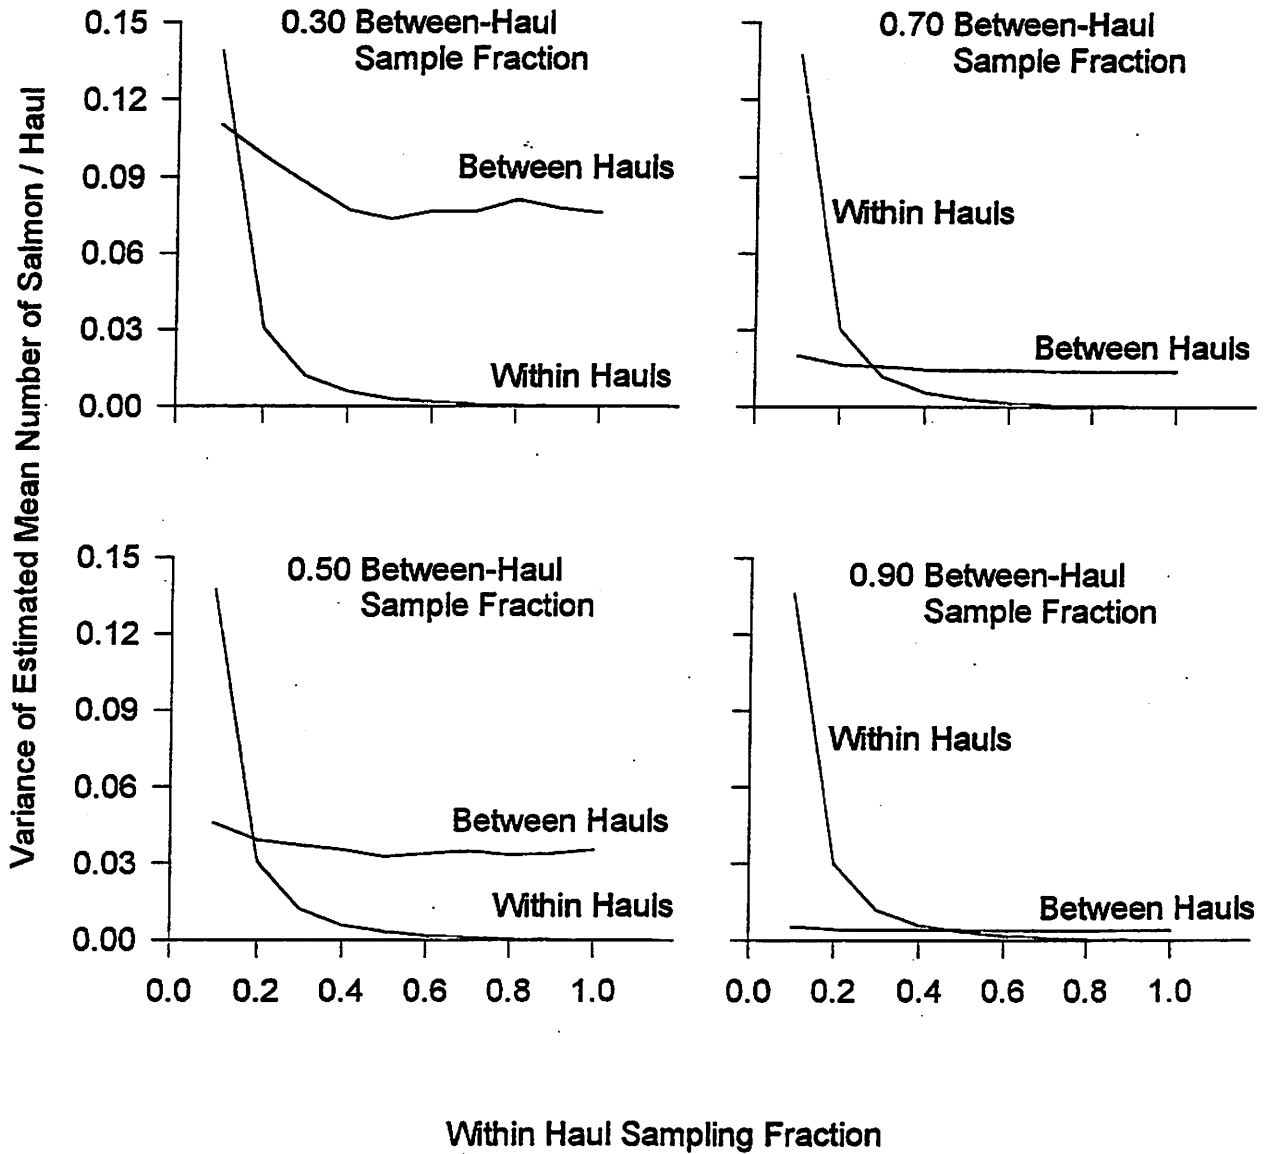 Variance of Estimated Mean Number of Salmon / Haul
0.30 Between-Haul
Sample Fraction
0.15
0.12
0.09
0.06
0.03
0.00
Between Hauls
Within Hauls
0.70 Between-Haul
Sample Fraction
Within Hauls
Between Hauls
0.50 Between-Haul
Sample Fraction
0.15
0.12
0.09
0.06
0.03
0.00
Between Hauls
Within Hauls
0.0 0.2 0.4 0.6 0.8 1.0
0.90 Between-Haul
Sample Fraction
Within Hauls
Between Hauls
0.0 0.2 0.4 0.6 0.8 1.0
Within Haul Sampling Fraction